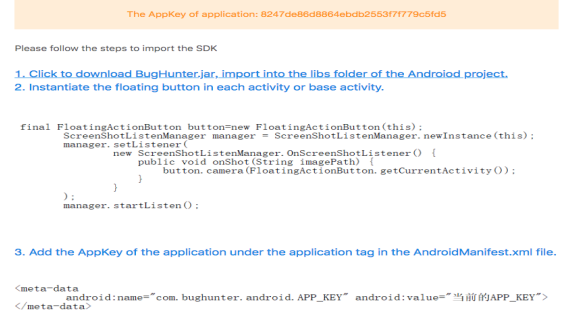 The AppKey of application: 8247de86d8864ebdb2553f7f779c5fd5
Please follow the steps to import the SDK
1. Click to download BugHunter.jar, import into the libs folder of the Androiod project.
2. Instantiate the floating button in each activity or base activity.
final FloatingActionButton button=new FloatingActionButton(this);
ScreenShotListenManager manager = ScreenShotListenManager.newInstance(this);
manager.setListener(
new ScreenShotListenManager.OnScreenShotListener() {
public void onShot(String imagePath) {
button.camera(FloatingActionButton.getCurrentActivity());
}
}
);
manager.startListen();
3. Add the AppKey of the application under the application tag in the AndroidManifest.xml file.
<meta-data
android:name="com.bughunter.android.APP_KEY" android:value="当前的APP_KEY">
</meta-data>